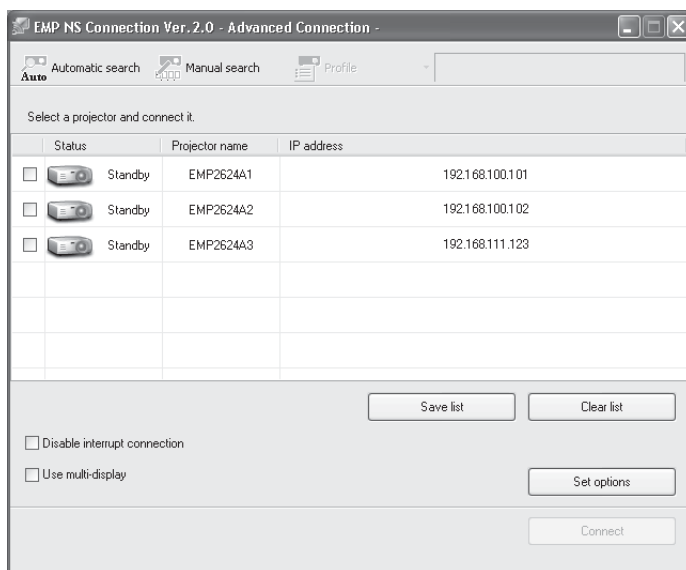 EMP NS Connection Ver.2.0 - Advanced Connection -
Auto Automatic search Manual search Profile
Select a projector and connect it.
Status Projector name IP address
Standby EMP2624A1 192.168.100.101
Standby EMP2624A2 192.168.100.102
Standby EMP2624A3 192.168.111.123
Save list Clear list
Disable interrupt connection
Use multi-display
Set options
Connect